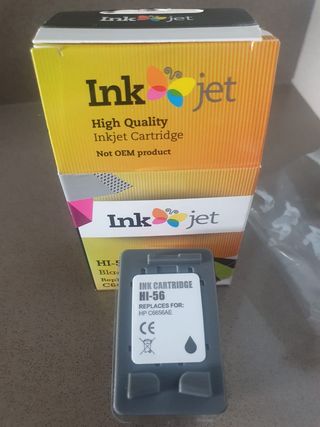 Ink jet
High Quality
Inkjet Cartridge
Not OEM product
Ink jet
INK CARTRIDGE
HI-56
REPLACES FOR:
HP C6656AE
CE